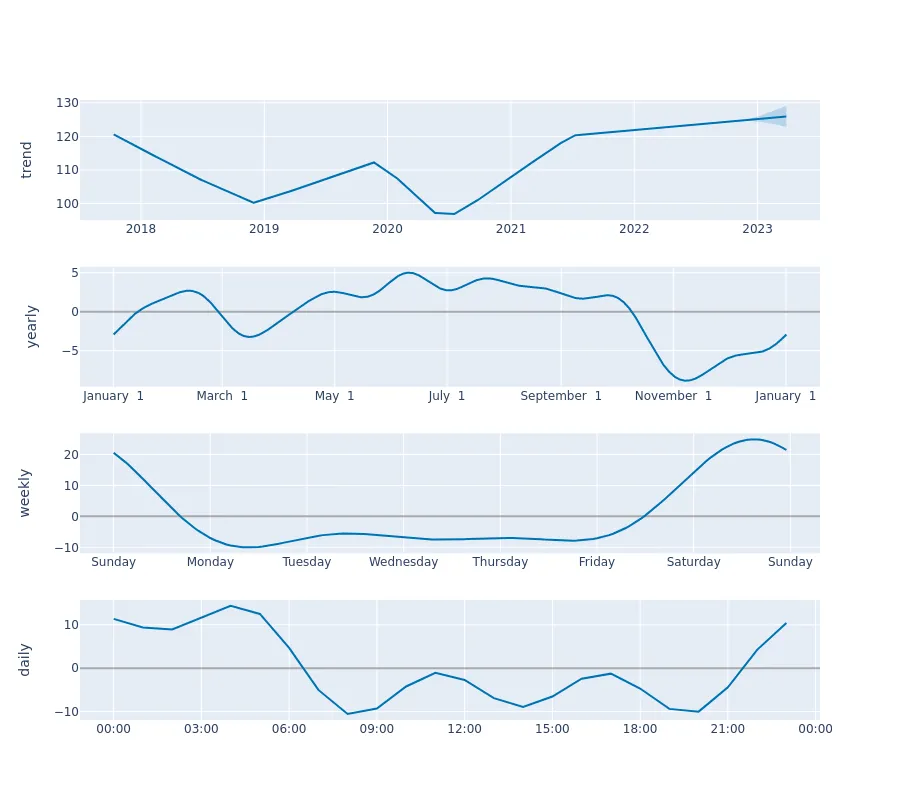 trend
130
120
110
100
2018 2019 2020 2021 2022 2023
yearly
5
0
−5
January 1 March 1 May 1 July 1 September 1 November 1 January 1
weekly
20
10
0
−10
Sunday Monday Tuesday Wednesday Thursday Friday Saturday Sunday
daily
10
0
−10
00:00 03:00 06:00 09:00 12:00 15:00 18:00 21:00 00:00